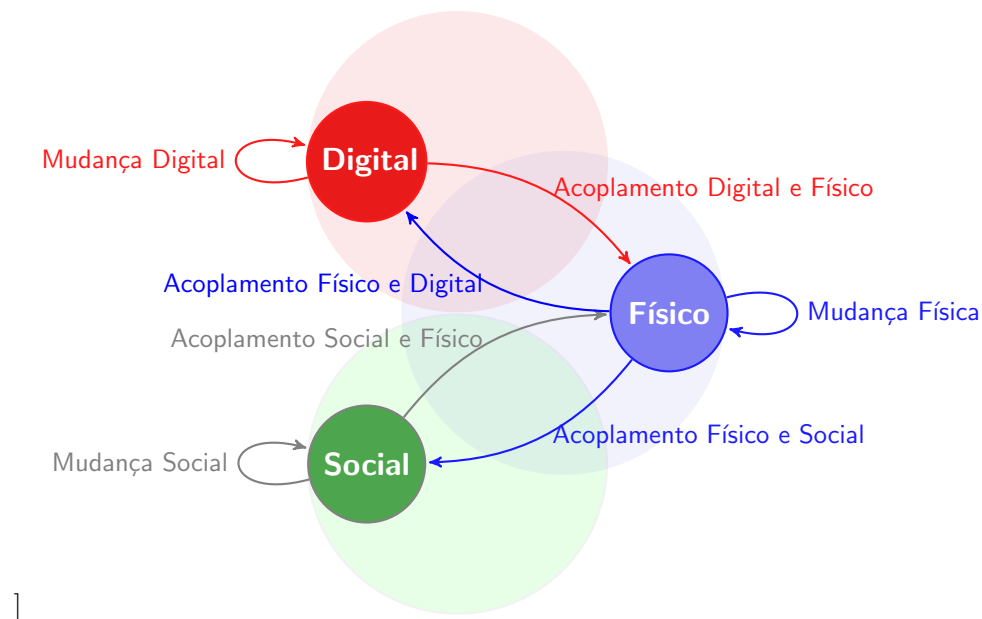 Mudança Digital
Digital
Acoplamento Digital e Físico
Acoplamento Físico e Digital
Físico
Mudança Física
Acoplamento Social e Físico
Acoplamento Físico e Social
Mudança Social
Social
]